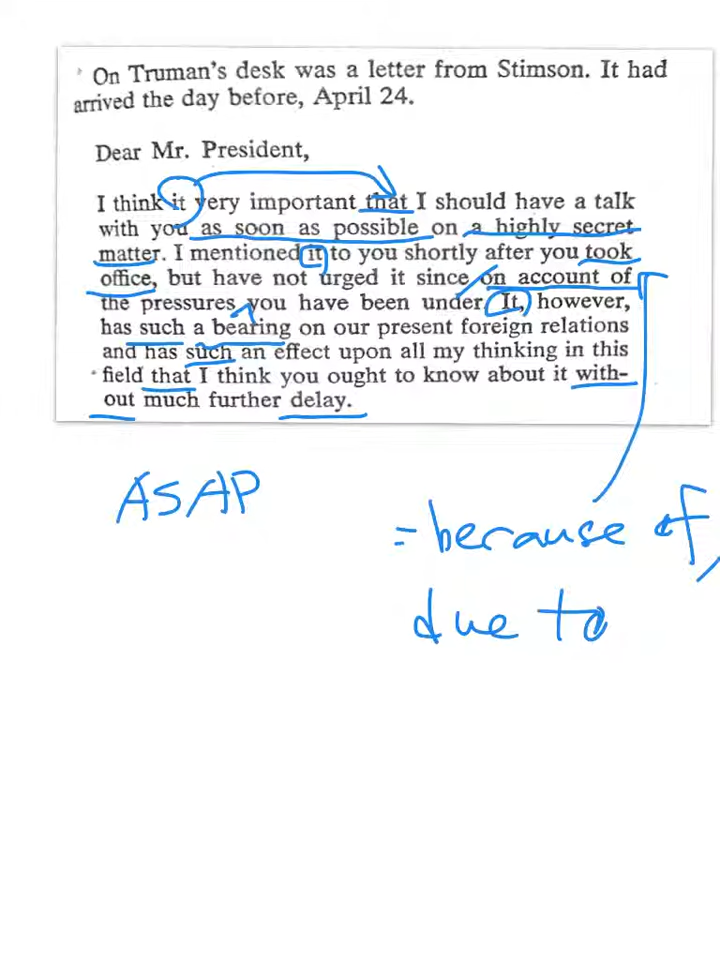 On Truman's desk was a letter from Stimson. It had
arrived the day before, April 24.
Dear Mr. President,
I think it very important that I should have a talk
with you as soon as possible on a highly secret
matter. I mentioned it to you shortly after you took
office, but have not urged it since on account of
the pressures you have been under. It, however,
has such a bearing on our present foreign relations
and has such an effect upon all my thinking in this
field that I think you ought to know about it with-
out much further delay.
ASAP
= because of,
due to